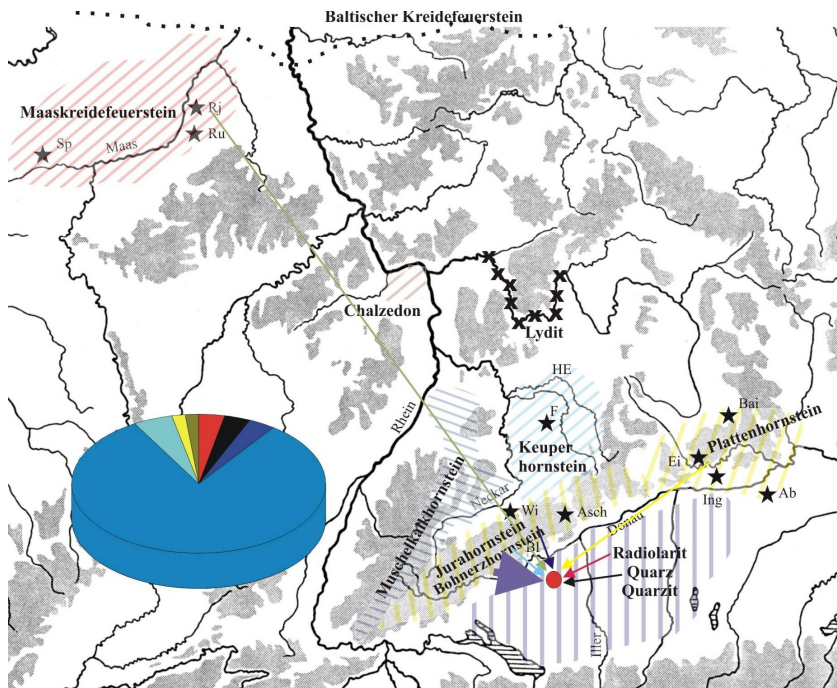 Baltischer Kreidefeuerstein
Maaskreidefeuerstein
Rj
Ru
Sp
Maas
Chalzedon
Lydit
Rhein
HE
F
Keuper
hornstein
Bai
Plattenhornstein
Ei
Ing
Ab
Neckar
Wi
Asch
Muschelkalkhornstein
Jurahornstein
Bohnerzhornstein
Bl
Donau
Radiolarit
Quarz
Quarzit
Iller
x x x x x x x x x x